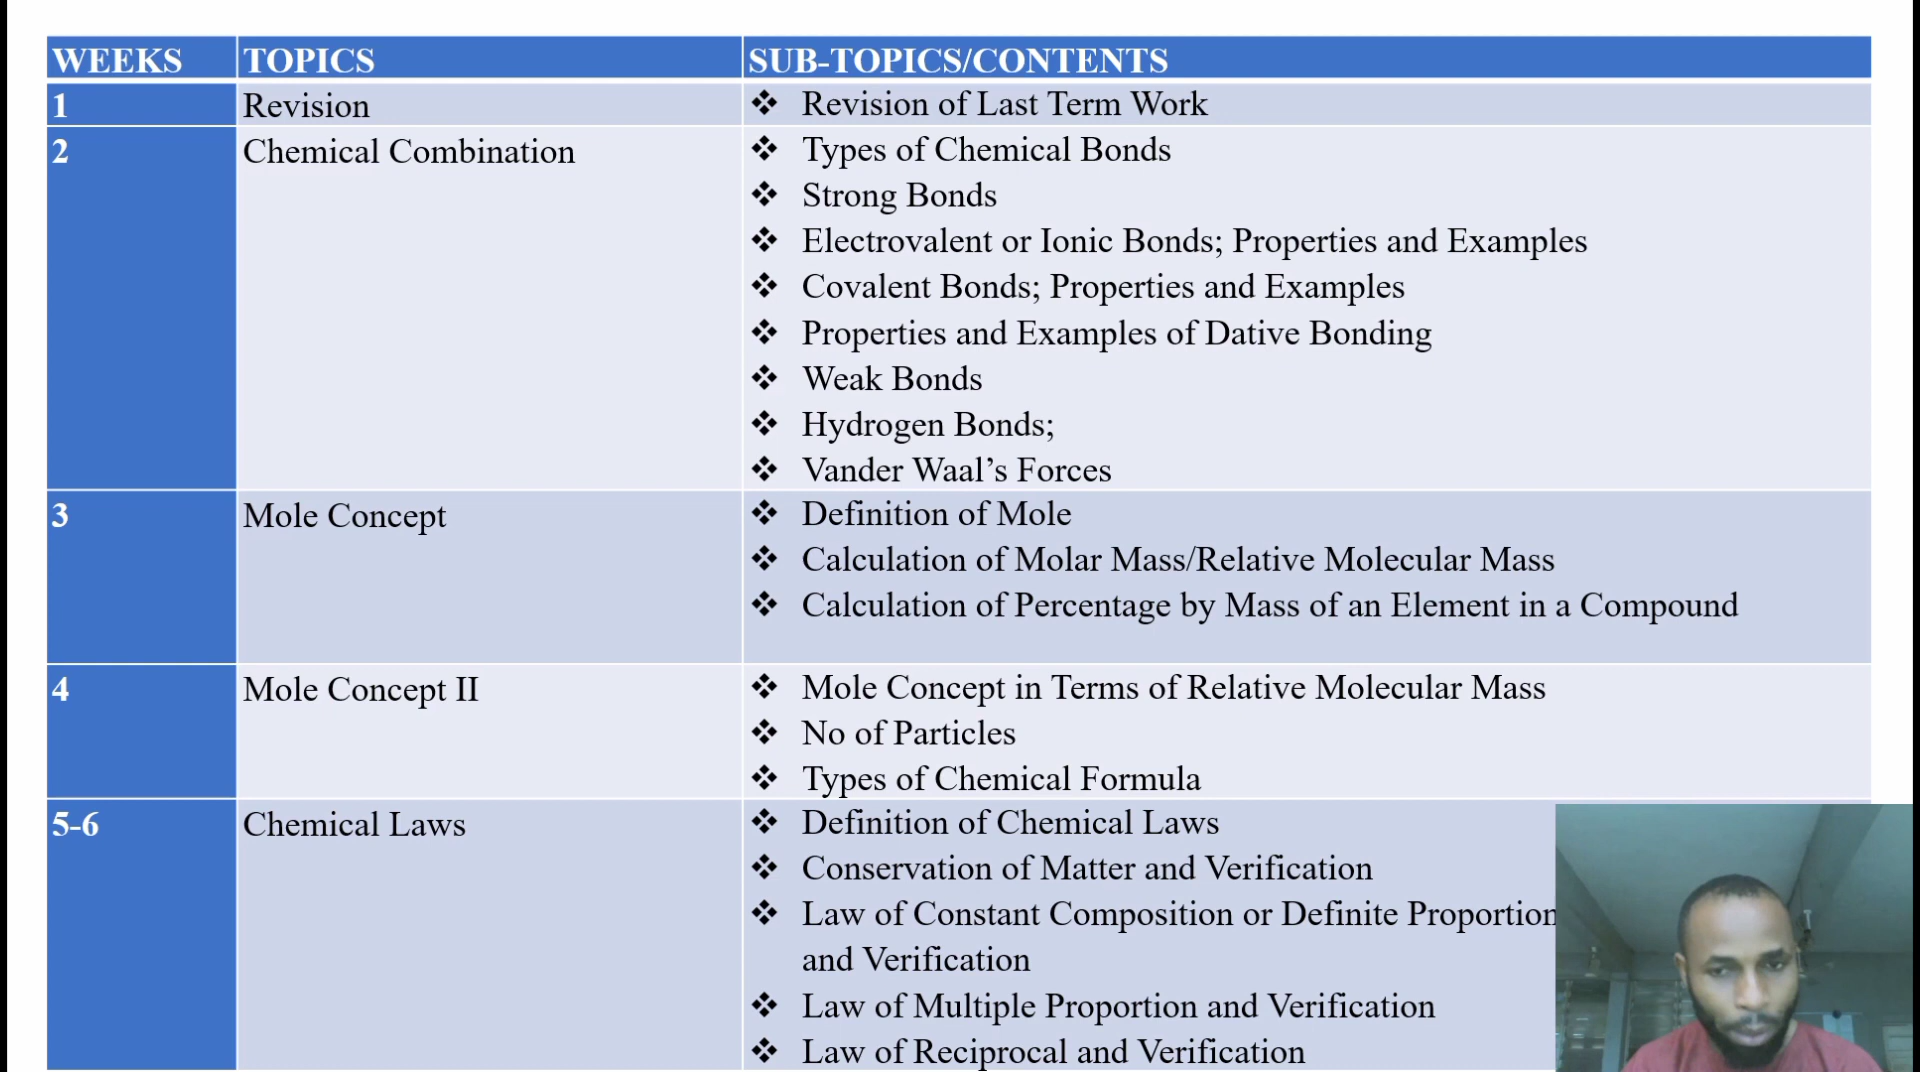 WEEKS TOPICS SUB-TOPICS/CONTENTS
1 Revision ❖ Revision of Last Term Work
2 Chemical Combination ❖ Types of Chemical Bonds
❖ Strong Bonds
❖ Electrovalent or Ionic Bonds; Properties and Examples
❖ Covalent Bonds; Properties and Examples
❖ Properties and Examples of Dative Bonding
❖ Weak Bonds
❖ Hydrogen Bonds;
❖ Vander Waal’s Forces
3 Mole Concept ❖ Definition of Mole
❖ Calculation of Molar Mass/Relative Molecular Mass
❖ Calculation of Percentage by Mass of an Element in a Compound
4 Mole Concept II ❖ Mole Concept in Terms of Relative Molecular Mass
❖ No of Particles
❖ Types of Chemical Formula
5-6 Chemical Laws ❖ Definition of Chemical Laws
❖ Conservation of Matter and Verification
❖ Law of Constant Composition or Definite Proportion
and Verification
❖ Law of Multiple Proportion and Verification
❖ Law of Reciprocal and Verification